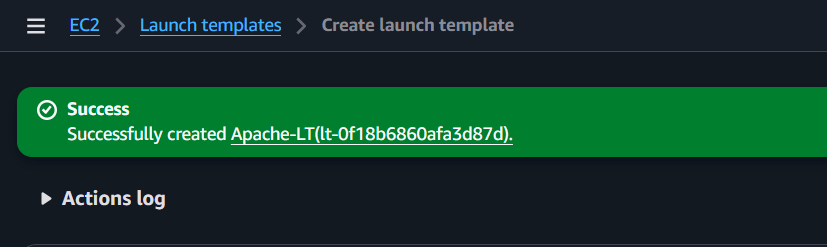 EC2 > Launch templates > Create launch template
Success
Successfully created Apache-LT(lt-0f18b6860afa3d87d).
Actions log